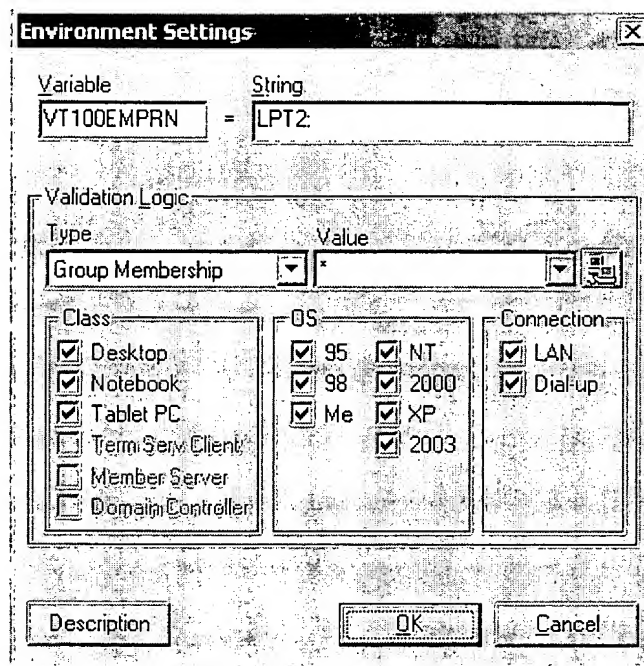 Environment Settings
Variable String
VT100EMPRN = LPT2:
Validation Logic
Type Value
Group Membership *
Class OS Connection
Desktop 95 NT LAN
Notebook 98 2000 Dial-up
Tablet PC Me XP
Term Serv Client 2003
Member Server
Domain Controller
Description OK Cancel